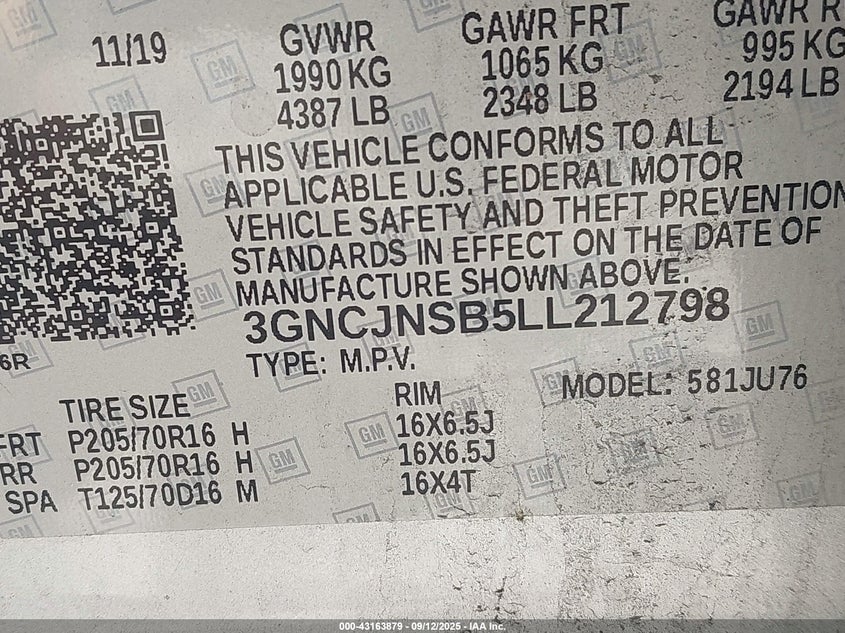 11/19 GVWR GAWR FRT GAWR R
1990 KG 1065 KG 995 KG
4387 LB 2348 LB 2194 LB
THIS VEHICLE CONFORMS TO ALL
APPLICABLE U.S. FEDERAL MOTOR
VEHICLE SAFETY AND THEFT PREVENTION
STANDARDS IN EFFECT ON THE DATE OF
MANUFACTURE SHOWN ABOVE.
3GNCJNSB5LL212798
6R TYPE: M.P.V.
MODEL: 581JU76
TIRE SIZE RIM
FRT P205/70R16 H 16X6.5J
RR P205/70R16 H 16X6.5J
SPA T125/70D16 M 16X4T
000-43163879 - 09/12/2025 - IAA Inc.